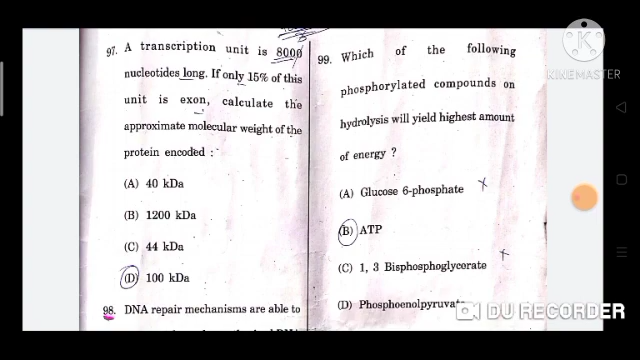 97. A transcription unit is 8000
nucleotides long. If only 15% of this
unit is exon, calculate the
approximate molecular weight of the
protein encoded :
(A) 40 kDa
(B) 1200 kDa
(C) 44 kDa
(D) 100 kDa
98. DNA repair mechanisms are able to
99. Which of the following
phosphorylated compounds on
hydrolysis will yield highest amount
of energy ?
(A) Glucose 6-phosphate
(B) ATP
(C) 1, 3 Bisphosphoglycerate
(D) Phosphoenolpyruvate
K
KINEMASTER
DU RECORDER